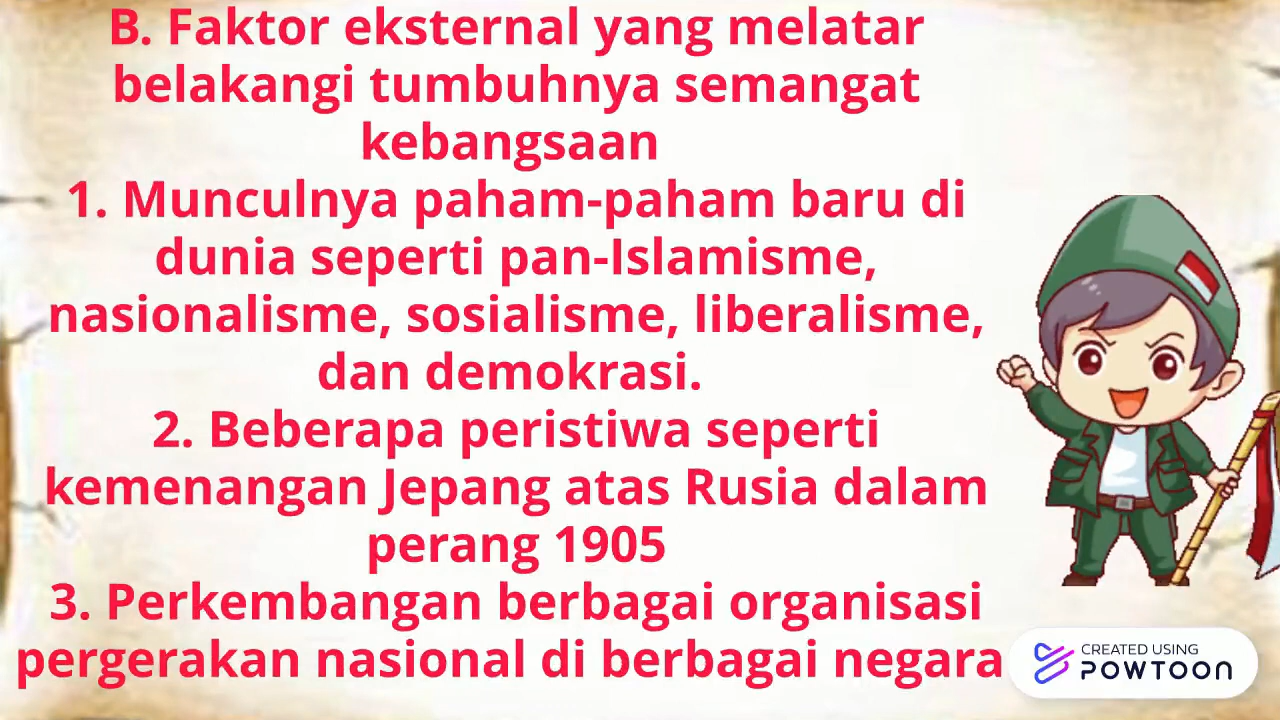 B. Faktor eksternal yang melatar
belakangi tumbuhnya semangat
kebangsaan
1. Munculnya paham-paham baru di
dunia seperti pan-Islamisme,
nasionalisme, sosialisme, liberalisme,
dan demokrasi.
2. Beberapa peristiwa seperti
kemenangan Jepang atas Rusia dalam
perang 1905
3. Perkembangan berbagai organisasi
pergerakan nasional di berbagai negara
CREATED USING
POWTOON